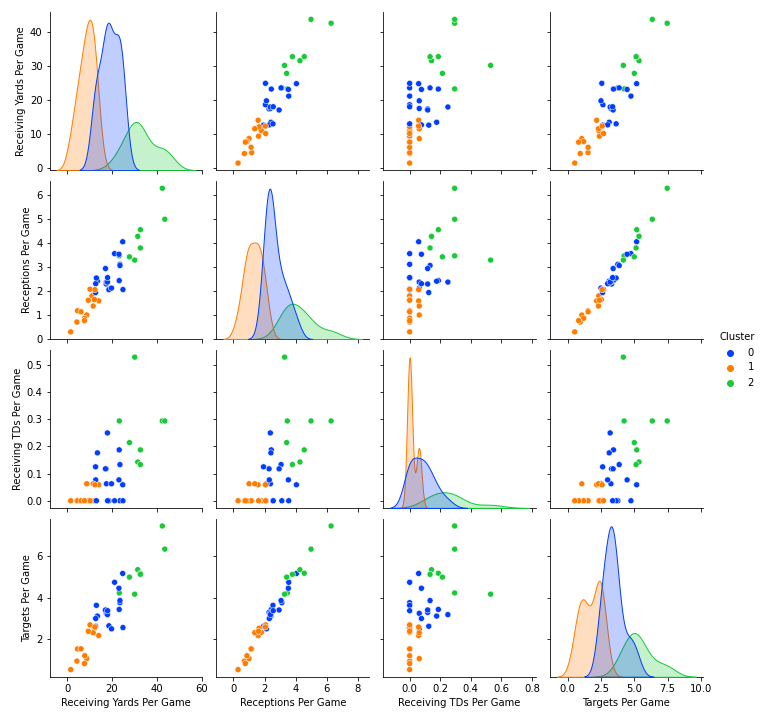 Receiving Yards Per Game
40
30
20
10
0
Receptions Per Game
6
5
4
3
2
1
0
Cluster
0
1
2
Receiving TDs Per Game
0.5
0.4
0.3
0.2
0.1
0.0
Targets Per Game
6
4
2
0 20 40 60
0 2 4 6 8
0.0 0.2 0.4 0.6 0.8
0.0 2.5 5.0 7.5 10.0
Receiving Yards Per Game
Receptions Per Game
Receiving TDs Per Game
Targets Per Game